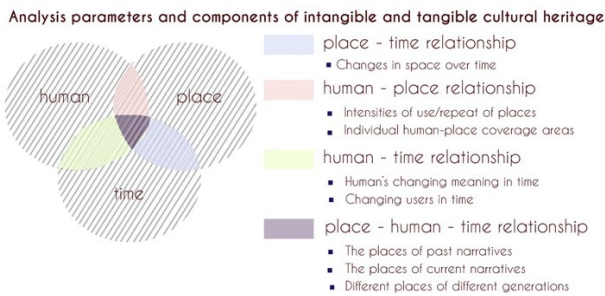 Analysis parameters and components of intangible and tangible cultural heritage
human
place
time
place - time relationship
▪ Changes in space over time
human - place relationship
▪ Intensities of use/repeat of places
▪ Individual human-place coverage areas
human - time relationship
▪ Human's changing meaning in time
▪ Changing users in time
place - human - time relationship
▪ The places of past narratives
▪ The places of current narratives
▪ Different places of different generations